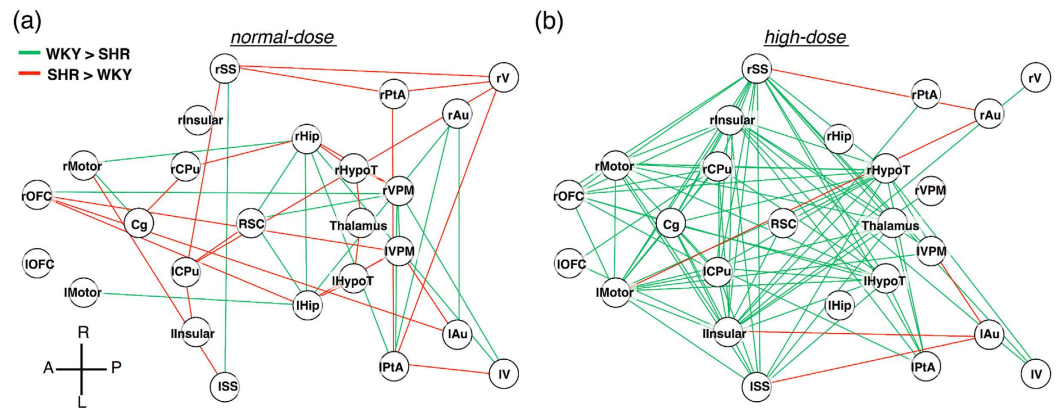 (a)
normal-dose
WKY > SHR
SHR > WKY
rSS
rV
rPtA
rAu
rInsular
rHip
rMotor
rCPu
rHypoT
rOFC
rVPM
Cg
RSC
Thalamus
lVPM
lOFC
lCPu
lHypoT
lMotor
lHip
lInsular
lAu
lPtA
lV
lSS
R
A
P
L
(b)
high-dose
rSS
rV
rPtA
rAu
rInsular
rHip
rMotor
rCPu
rHypoT
rOFC
rVPM
Cg
RSC
Thalamus
lVPM
lOFC
lCPu
lHypoT
lMotor
lHip
lInsular
lAu
lPtA
lV
lSS